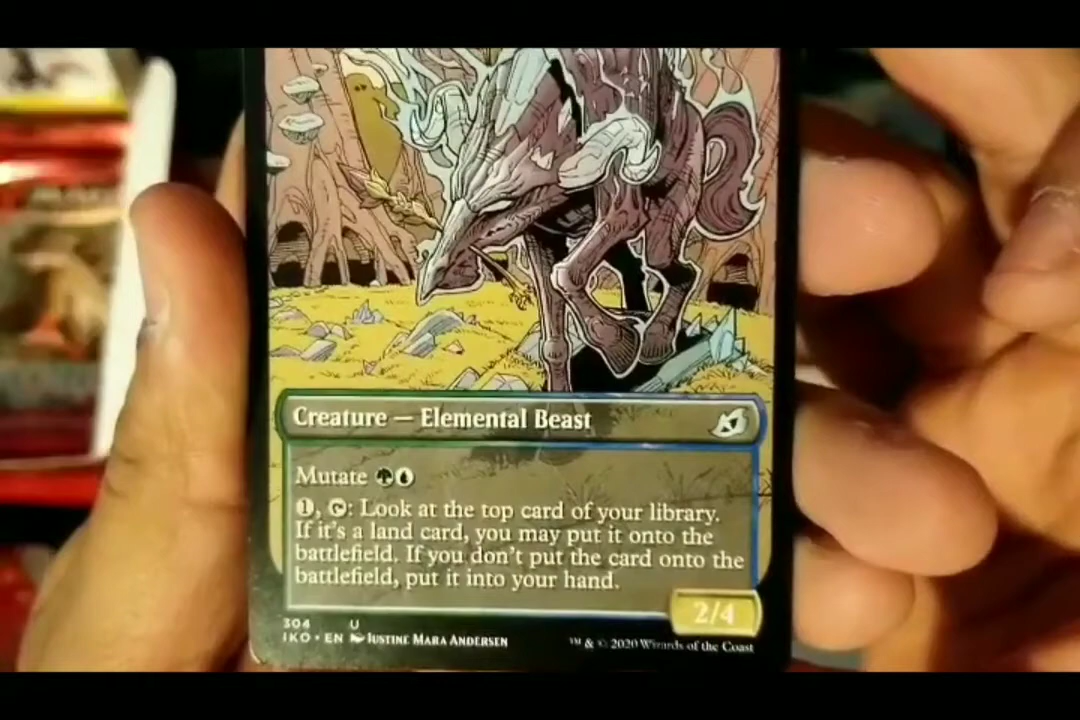 Creature — Elemental Beast
Mutate
, : Look at the top card of your library.
If it's a land card, you may put it onto the
battlefield. If you don't put the card onto the
battlefield, put it into your hand.
2/4
304 U
IKO • EN Justine Mara Andersen
™ & © 2020 Wizards of the Coast